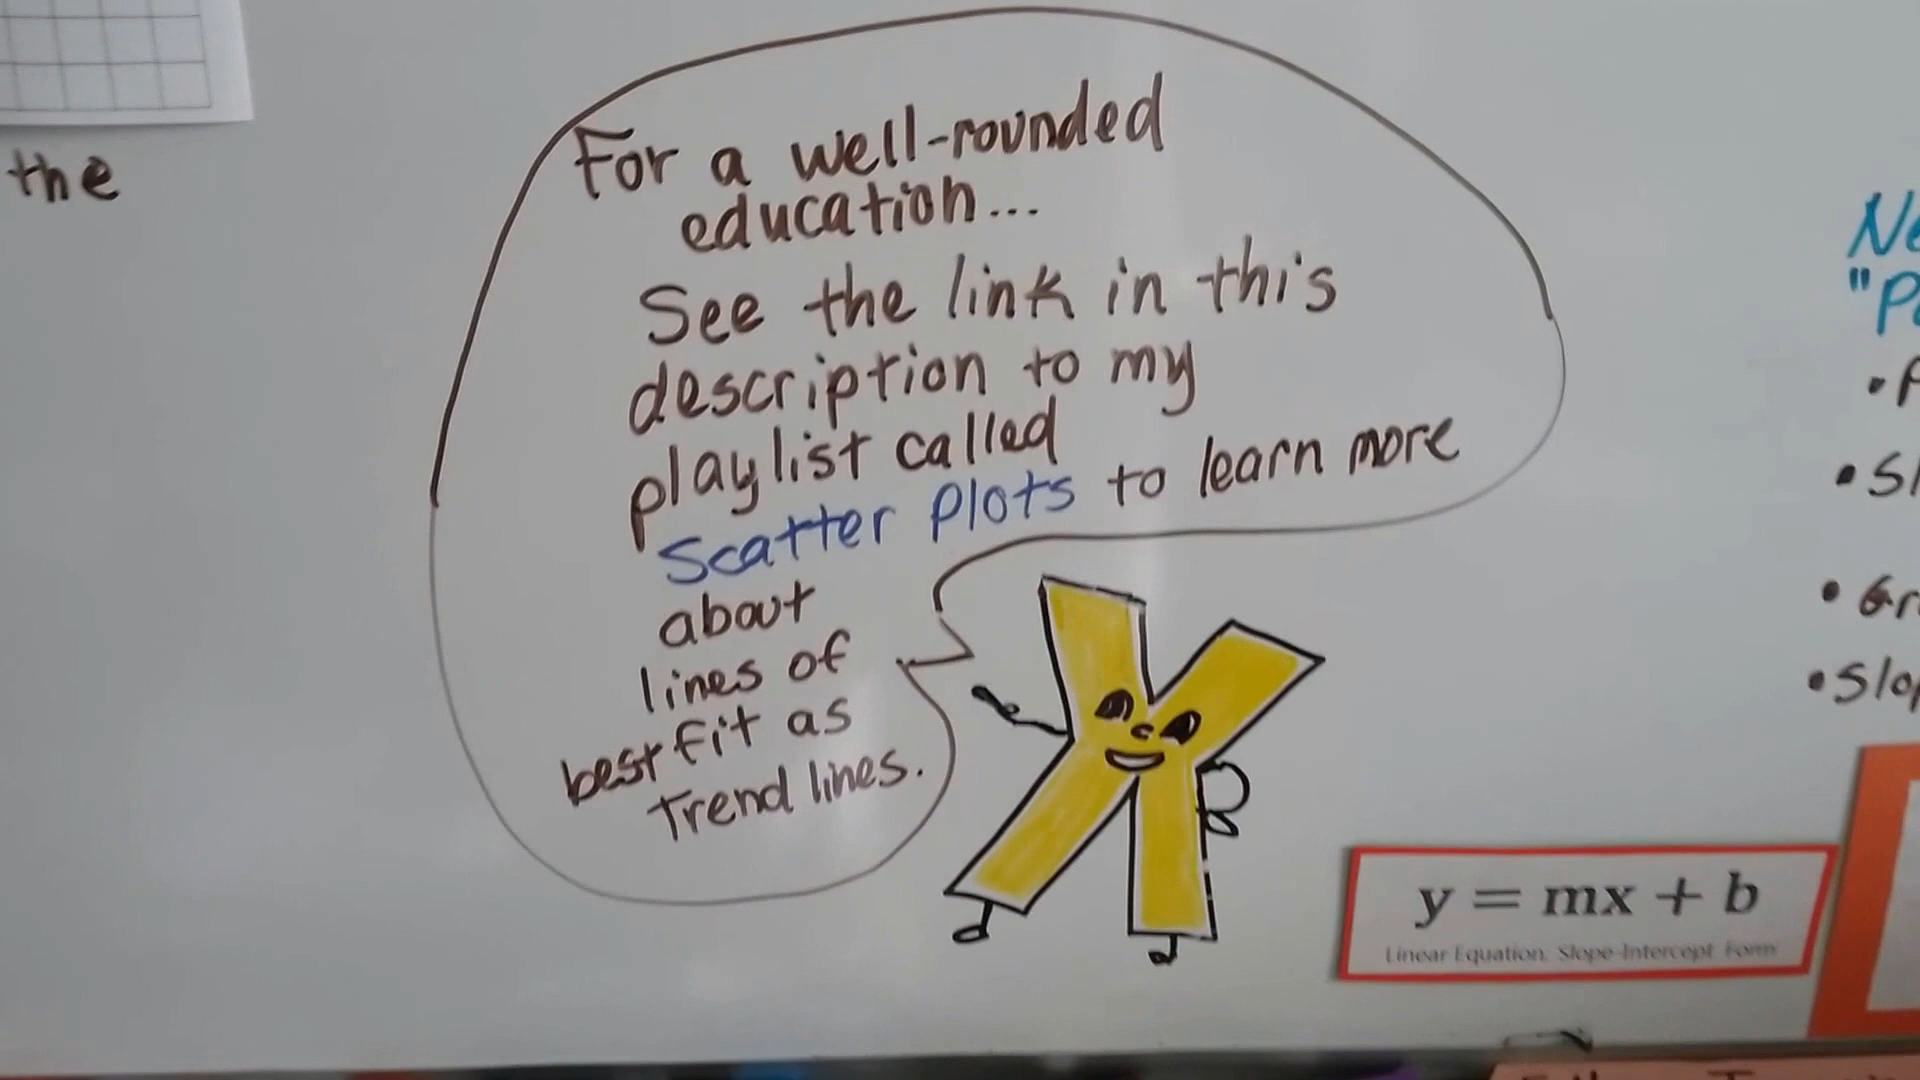 the
For a well-rounded
education...
See the link in this
description to my
playlist called
Scatter Plots to learn more
about
lines of
best fit as
Trend lines.
y = mx + b
Linear Equation: Slope-Intercept Form